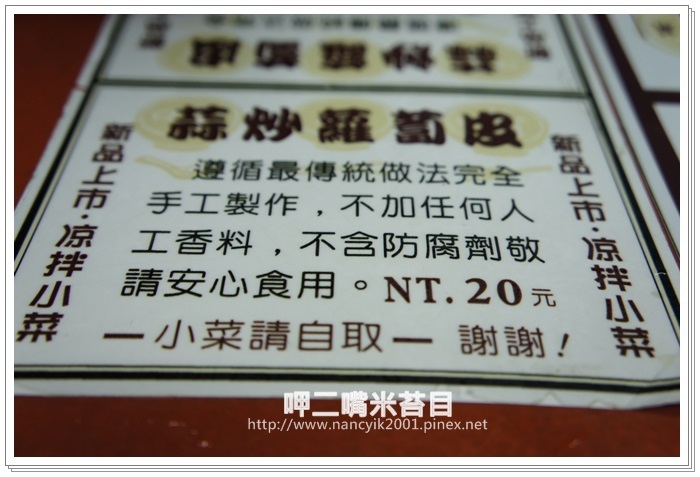 蒜炒蘿蔔皮
新品上市·涼拌小菜
遵循最傳統做法完全
手工製作，不加任何人
工香料，不含防腐劑敬
請安心食用。NT.20元
新品上市·涼拌小菜
一小菜請自取一 謝謝！
呷二嘴米苔目
http://www.nancyik2001.pinex.net